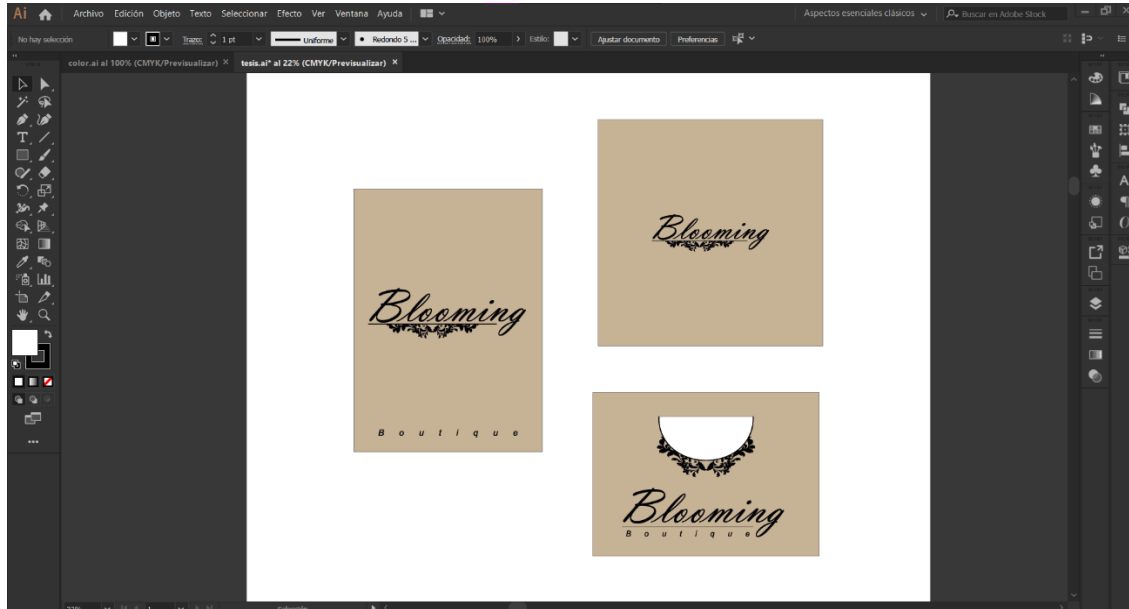 Ai Archivo Edición Objeto Texto Seleccionar Efecto Ver Ventana Ayuda Aspectos esenciales clásicos Buscar en Adobe Stock
No hay selección Trazo: 1 pt Uniforme Redondo 5 ... Opacidad: 100% Estilo: Ajustar documento Preferencias
color.ai al 100% (CMYK/Previsualizar) × tesis.ai* al 22% (CMYK/Previsualizar) ×
Blooming
Blooming
Boutique
Blooming
Boutique